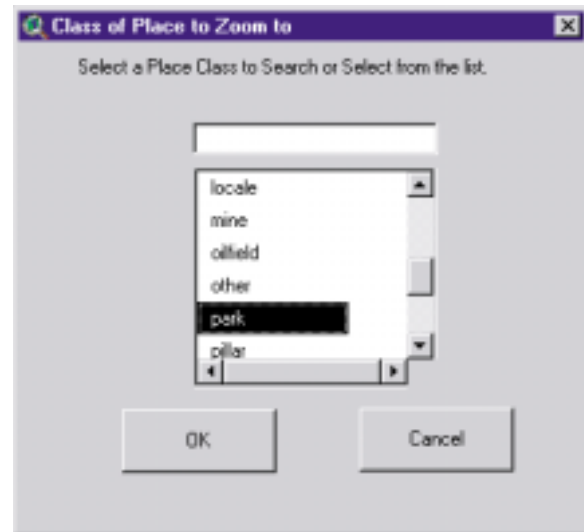 Class of Place to Zoom to
Select a Place Class to Search or Select from the list.
locale
mine
oilfield
other
park
pillar
OK
Cancel